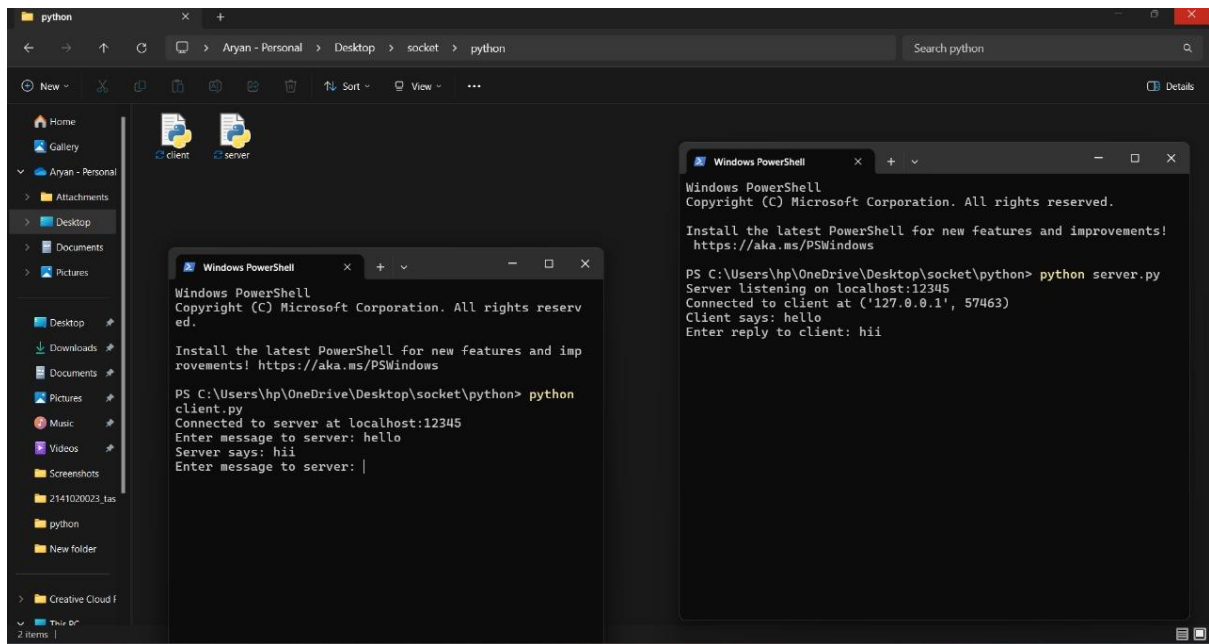 python
Aryan - Personal > Desktop > socket > python
Search python
New
Sort
View
Details
Home
Gallery
Aryan - Personal
Attachments
Desktop
Documents
Pictures
Desktop
Downloads
Documents
Pictures
Music
Videos
Screenshots
2141020023_tas
python
New folder
Creative Cloud F
This PC
2 items
client
server
Windows PowerShell
Windows PowerShell
Copyright (C) Microsoft Corporation. All rights reserv
ed.
Install the latest PowerShell for new features and imp
rovements! https://aka.ms/PSWindows
PS C:\Users\hp\OneDrive\Desktop\socket\python> python
client.py
Connected to server at localhost:12345
Enter message to server: hello
Server says: hii
Enter message to server:
Windows PowerShell
Windows PowerShell
Copyright (C) Microsoft Corporation. All rights reserved.
Install the latest PowerShell for new features and improvements!
https://aka.ms/PSWindows
PS C:\Users\hp\OneDrive\Desktop\socket\python> python server.py
Server listening on localhost:12345
Connected to client at ('127.0.0.1', 57463)
Client says: hello
Enter reply to client: hii